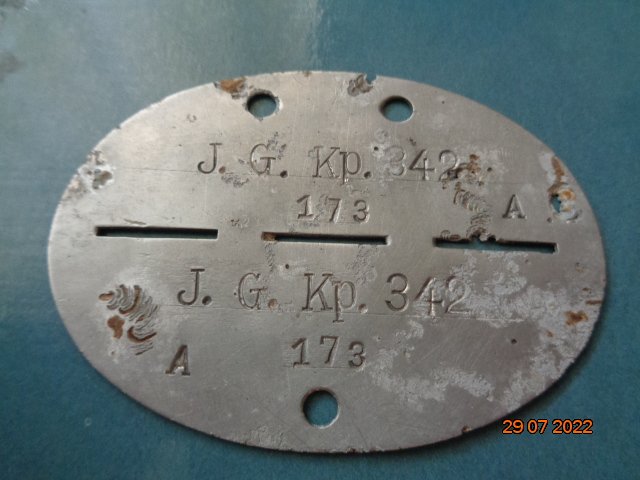 J. G. Kp. 342
173 A
J. G. Kp. 342
A 173
29 07 2022